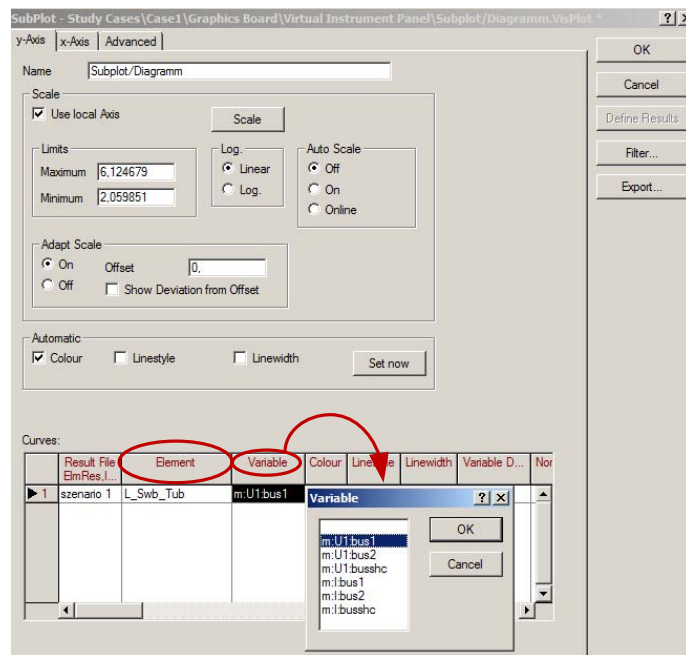 SubPlot - Study Cases\Case1\Graphics Board\Virtual Instrument Panel\Subplot/Diagramm.VisPlot *
y-Axis x-Axis Advanced
OK
Cancel
Define Results
Filter...
Export...
Name Subplot/Diagramm
Scale
Use local Axis Scale
Limits Log. Auto Scale
Maximum 6,124679 Linear Off
Minimum 2,059851 Log. On
Online
Adapt Scale
On Offset 0,
Off Show Deviation from Offset
Automatic
Colour Linestyle Linewidth Set now
Curves:
Result File Element Variable Colour Linewidth Variable D... Nor
ElmRes,I...
1 szenario 1 L_Swb_Tub m:U1:bus1
Variable
m:U1:bus1
m:U1:bus2
m:U1:busshc
m:I:bus1
m:I:bus2
m:I:busshc
OK
Cancel